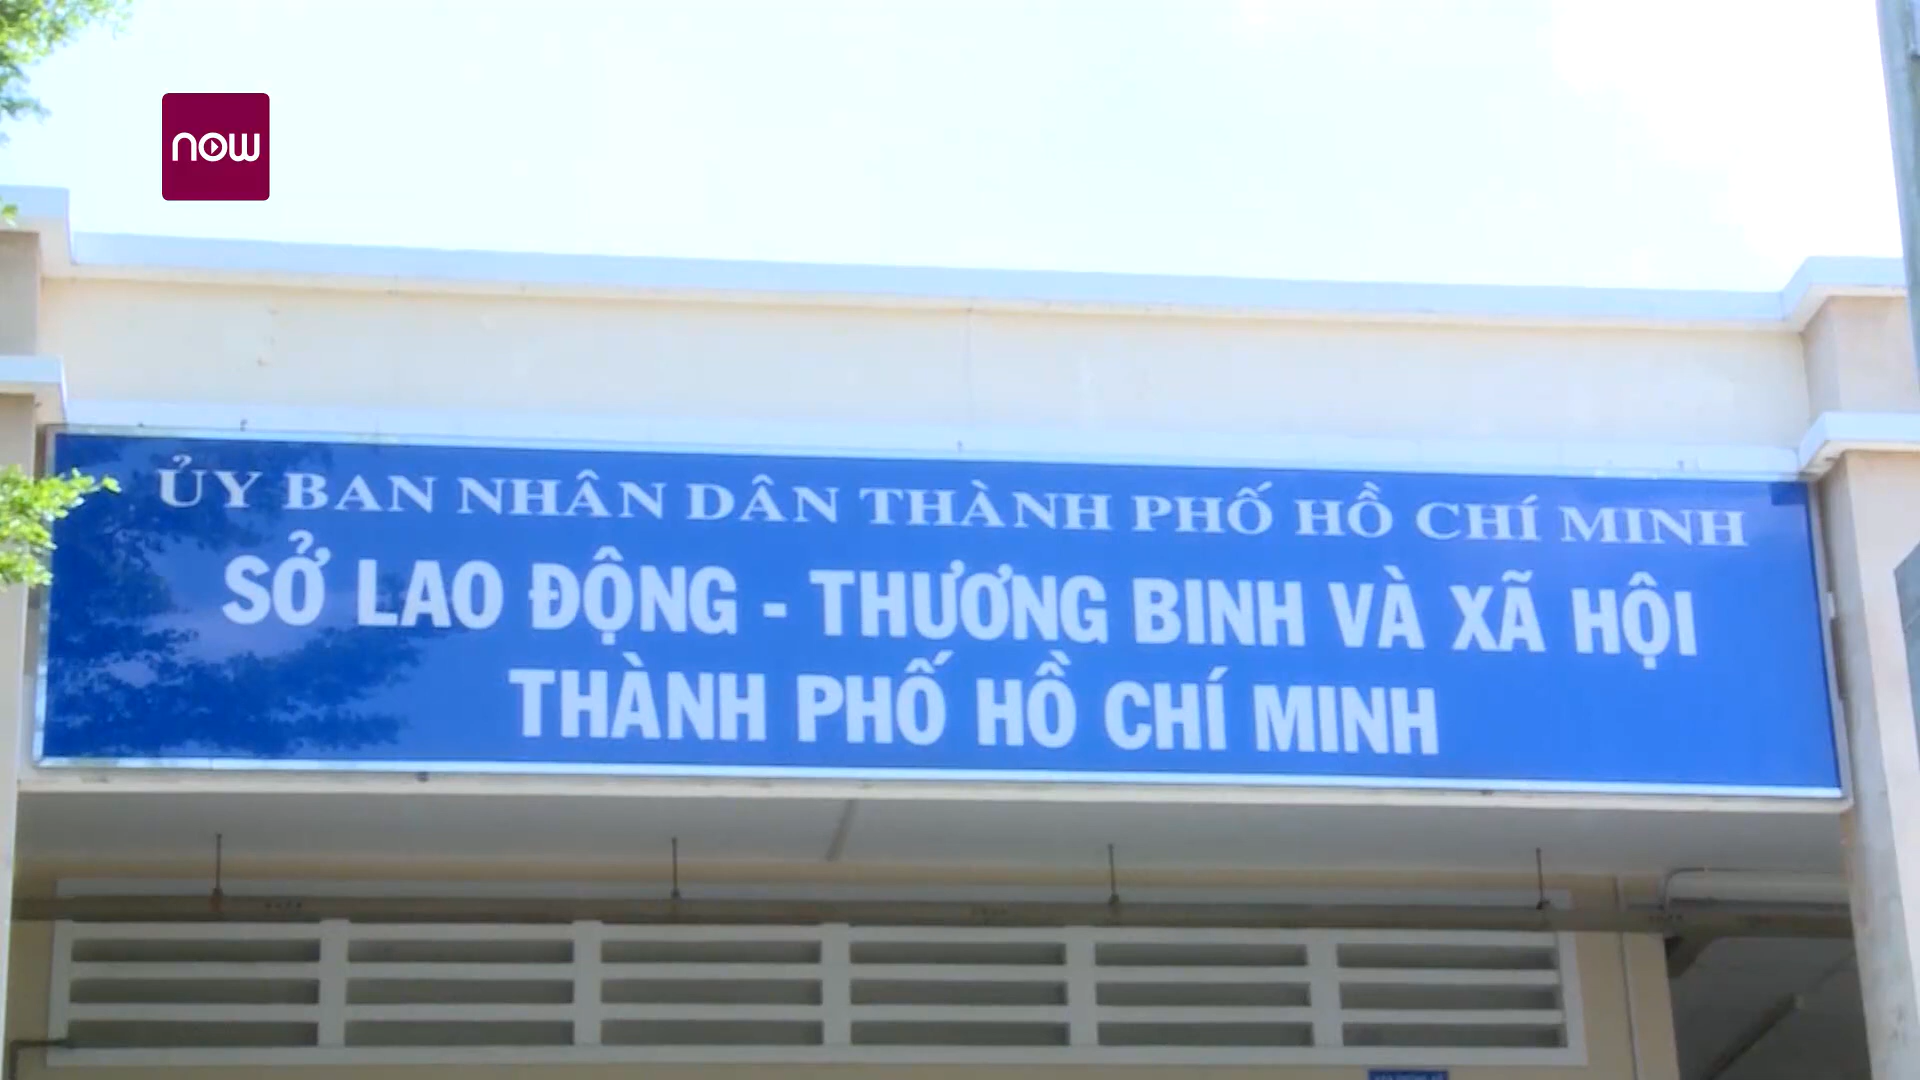 now
ỦY BAN NHÂN DÂN THÀNH PHỐ HỒ CHÍ MINH
SỞ LAO ĐỘNG - THƯƠNG BINH VÀ XÃ HỘI
THÀNH PHỐ HỒ CHÍ MINH